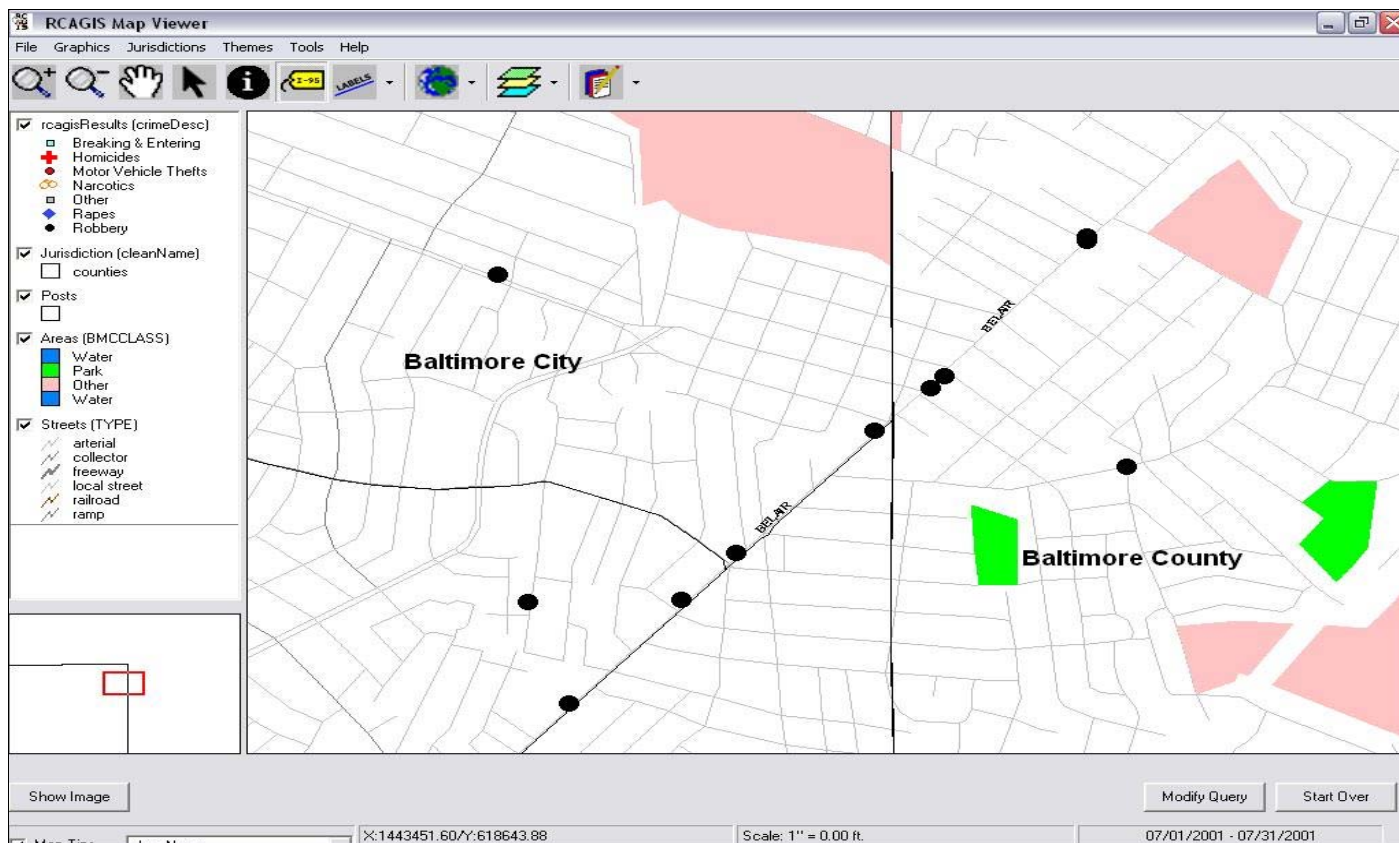 RCAGIS Map Viewer
File Graphics Jurisdictions Themes Tools Help
I-95
LABELS
rcagisResults (crimeDesc)
Breaking & Entering
Homicides
Motor Vehicle Thefts
Narcotics
Other
Rapes
Robbery
Jurisdiction (cleanName)
counties
Posts
Areas (BMCCLASS)
Water
Park
Other
Water
Streets (TYPE)
arterial
collector
freeway
local street
railroad
ramp
BELAIR
Baltimore City
BELAIR
Baltimore County
Show Image
Modify Query
Start Over
X:1443451.60/Y:618643.88
Scale: 1'' = 0.00 ft.
07/01/2001 - 07/31/2001